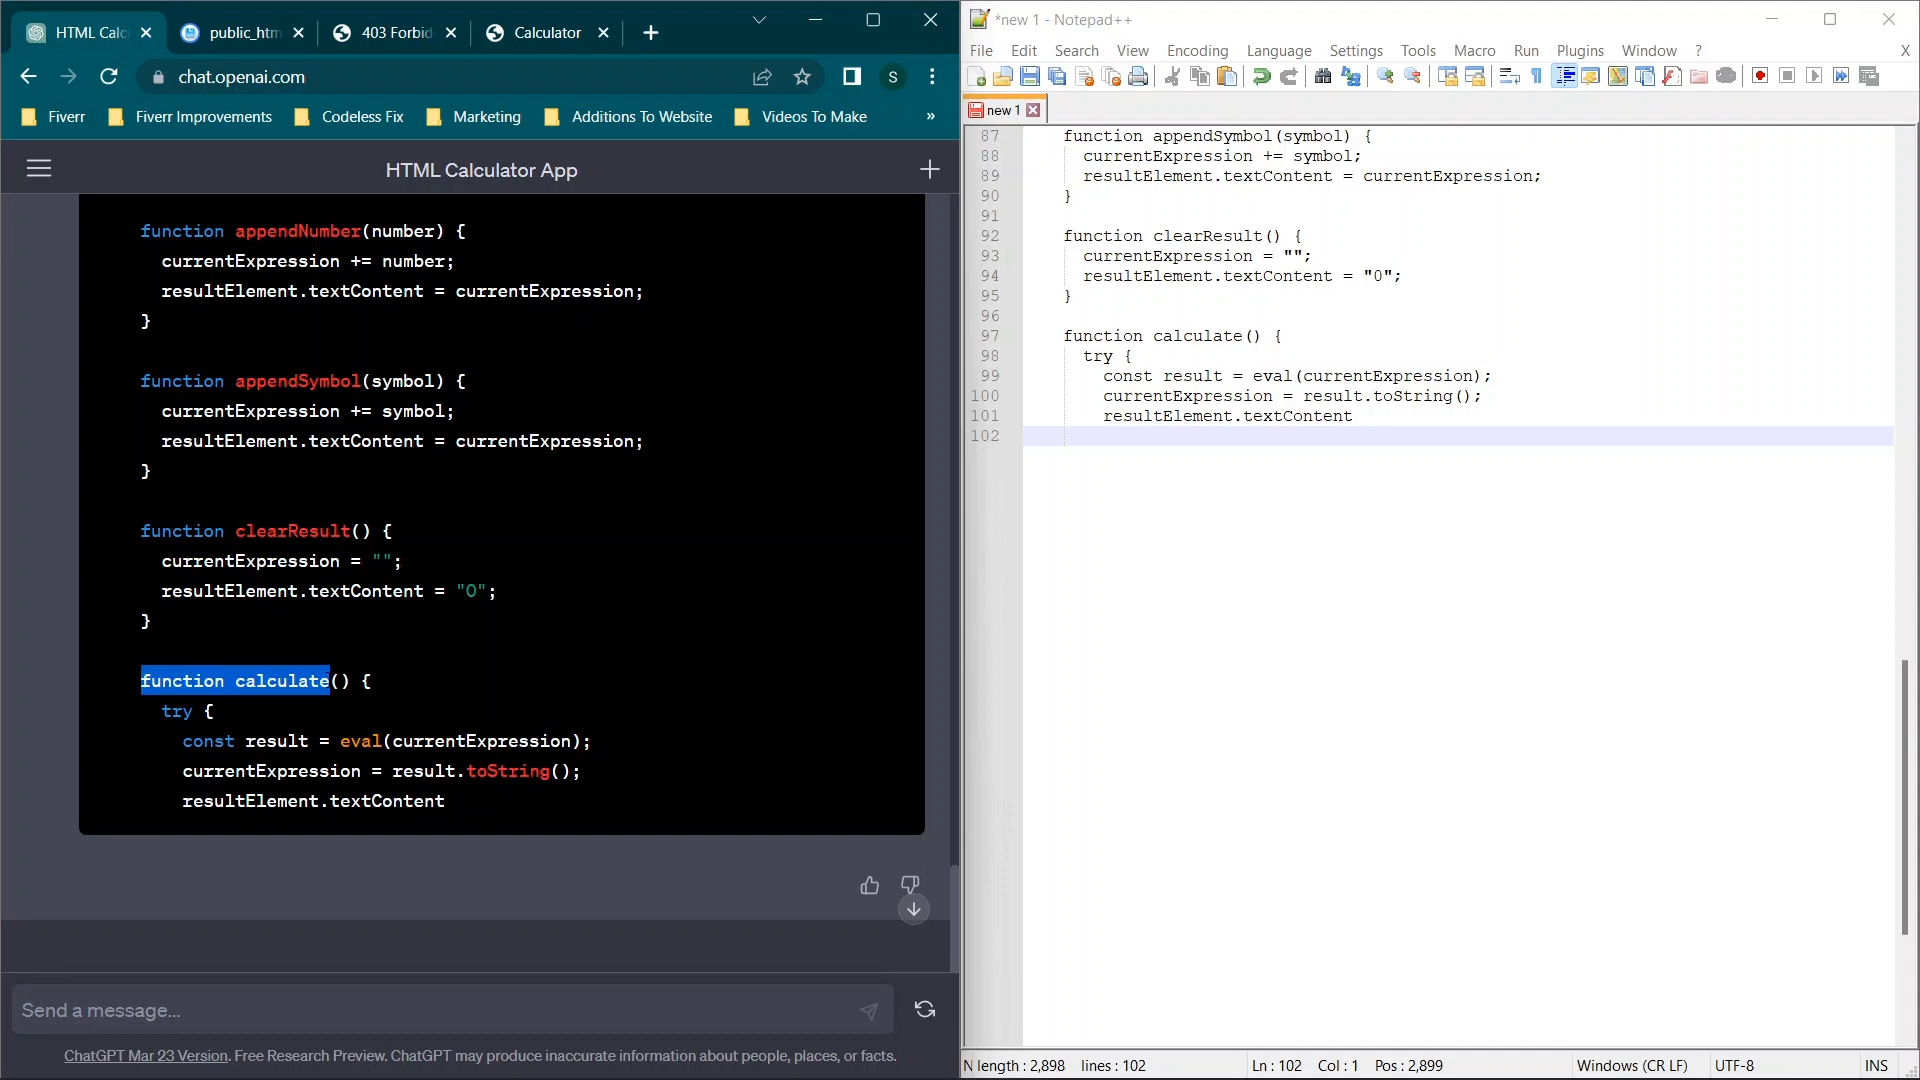 HTML Calc
public_htm
403 Forbid
Calculator
chat.openai.com
S
Fiverr
Fiverr Improvements
Codeless Fix
Marketing
Additions To Website
Videos To Make
»
HTML Calculator App
function appendNumber(number) {
currentExpression += number;
resultElement.textContent = currentExpression;
}
function appendSymbol(symbol) {
currentExpression += symbol;
resultElement.textContent = currentExpression;
}
function clearResult() {
currentExpression = "";
resultElement.textContent = "0";
}
function calculate() {
try {
const result = eval(currentExpression);
currentExpression = result.toString();
resultElement.textContent
Send a message...
ChatGPT Mar 23 Version. Free Research Preview. ChatGPT may produce inaccurate information about people, places, or facts.
*new 1 - Notepad++
File Edit Search View Encoding Language Settings Tools Macro Run Plugins Window ? X
new 1
87 function appendSymbol(symbol) {
88 currentExpression += symbol;
89 resultElement.textContent = currentExpression;
90 }
91
92 function clearResult() {
93 currentExpression = "";
94 resultElement.textContent = "0";
95 }
96
97 function calculate() {
98 try {
99 const result = eval(currentExpression);
100 currentExpression = result.toString();
101 resultElement.textContent
102
N length : 2,898 lines : 102 Ln : 102 Col : 1 Pos : 2,899 Windows (CR LF) UTF-8 INS